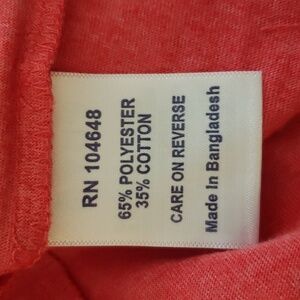 RN 104648
65% POLYESTER
35% COTTON
CARE ON REVERSE
Made In Bangladesh